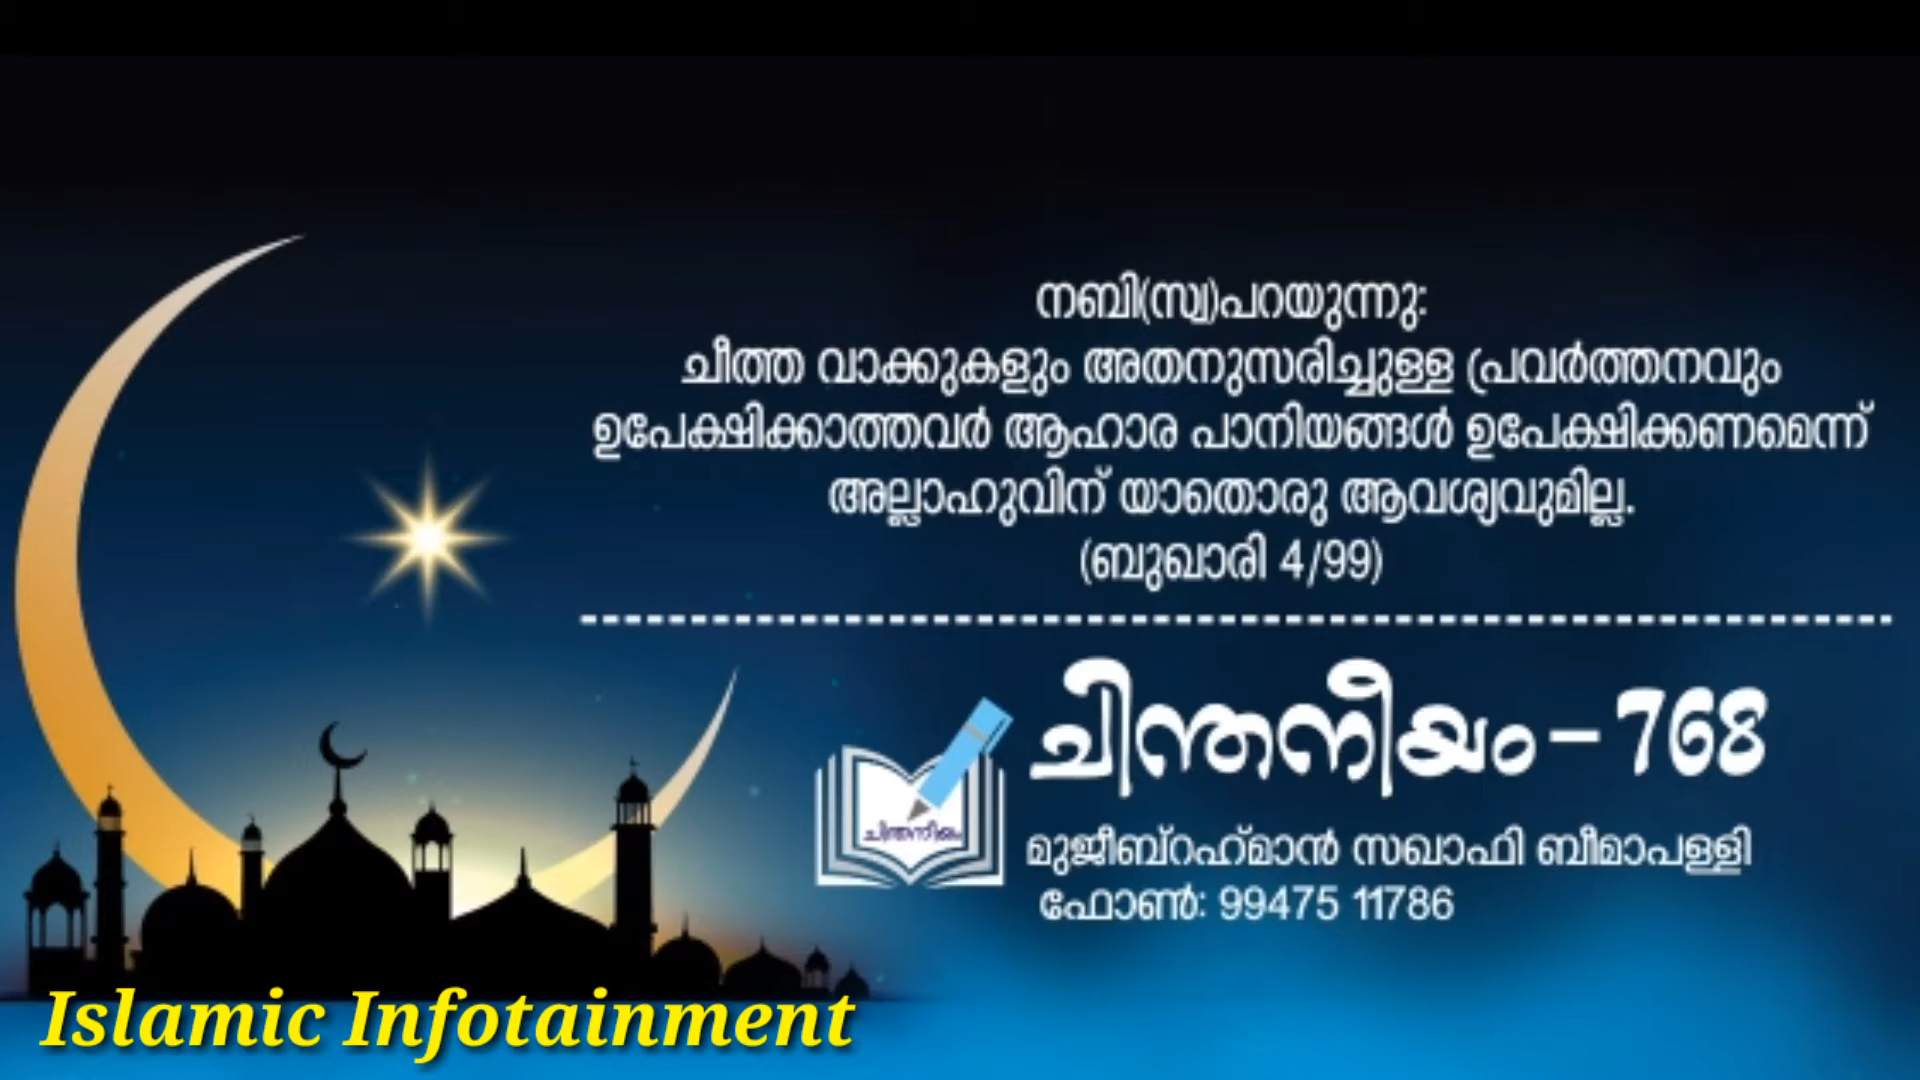 നബി(സ്വ)പറയുന്നു:
ചീത്ത വാക്കുകളും അതനുസരിച്ചുള്ള പ്രവർത്തനവും
ഉപേക്ഷിക്കാത്തവർ ആഹാര പാനിയങ്ങൾ ഉപേക്ഷിക്കണമെന്ന്
അല്ലാഹുവിന് യാതൊരു ആവശ്യവുമില്ല.
(ബുഖാരി 4/99)
ചിന്തനീയം-768
ചിന്തനീയം
മുജീബ്റഹ്‌മാൻ സഖാഫി ബീമാപള്ളി
ഫോൺ: 99475 11786
Islamic Infotainment